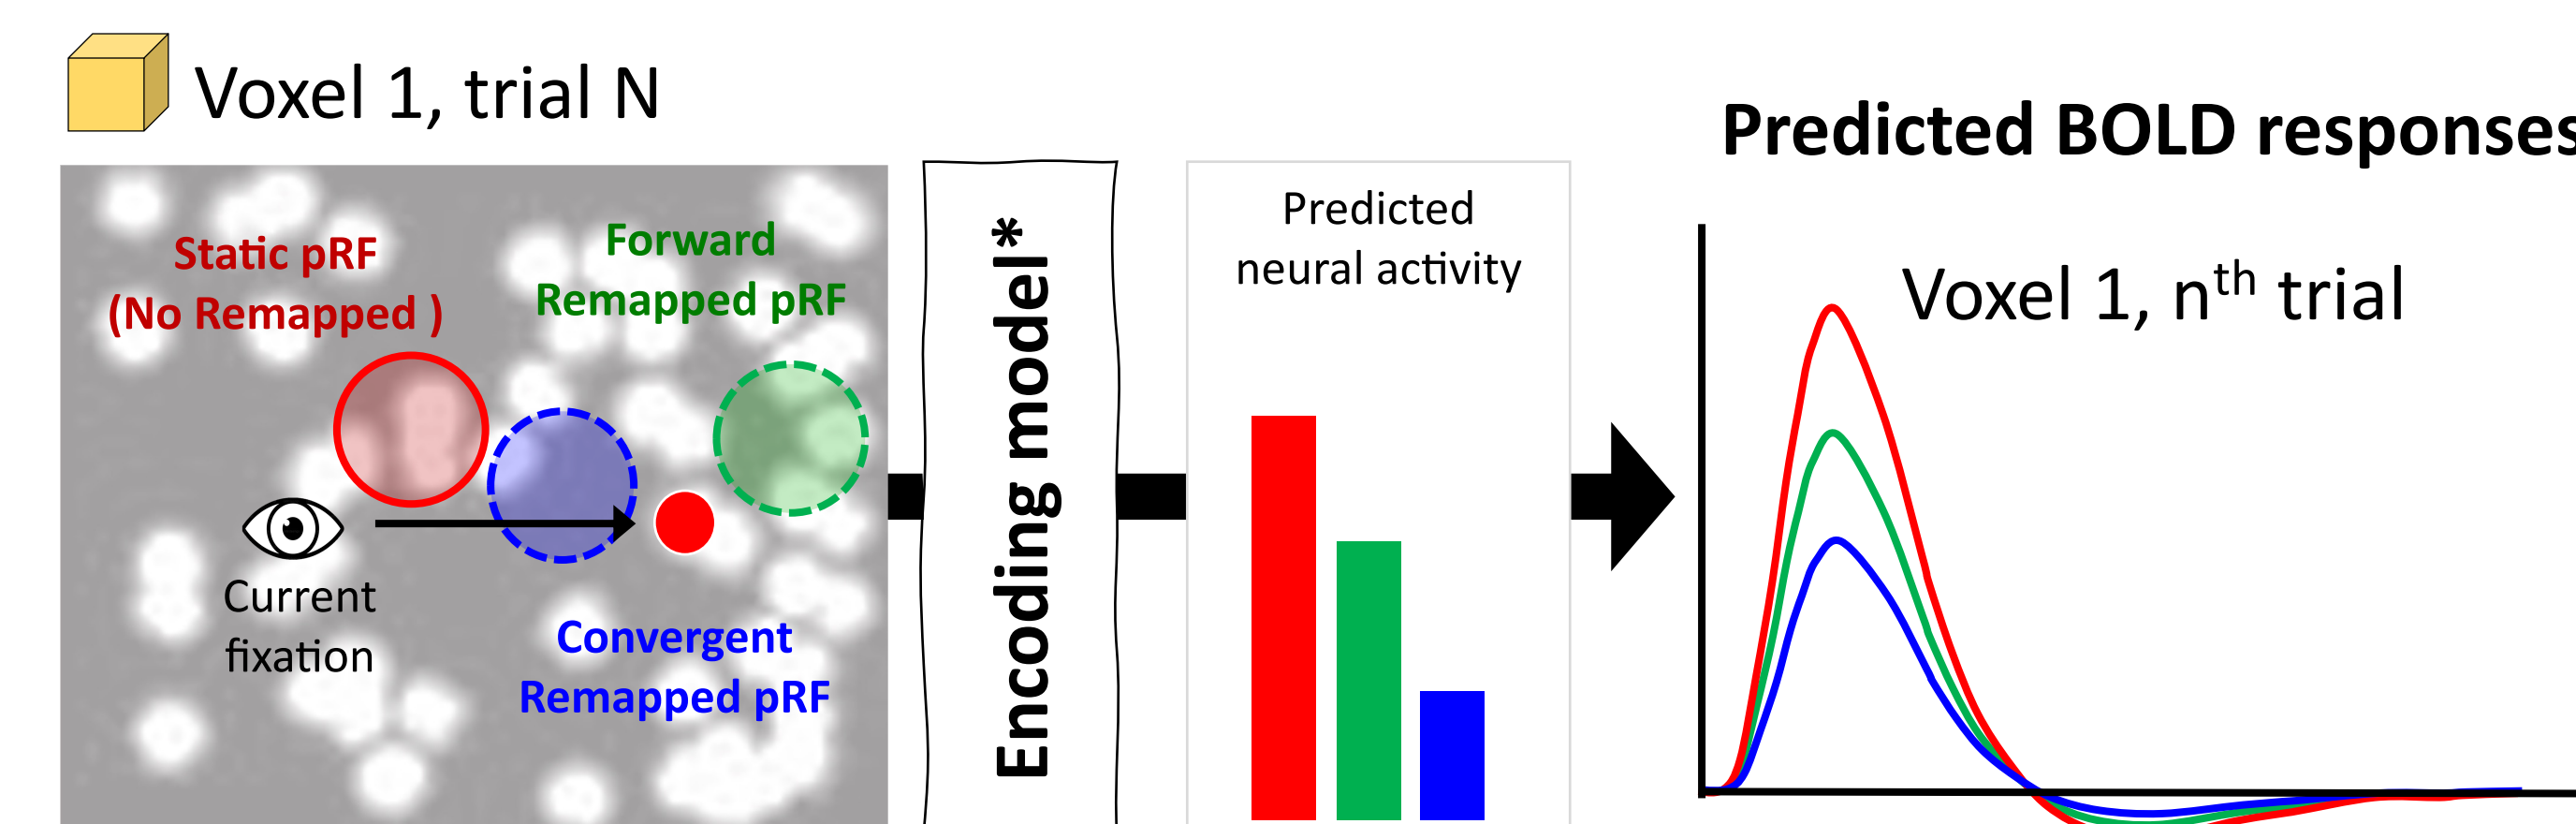 Voxel 1, trial N
Static pRF
(No Remapped )
Forward
Remapped pRF
Current
fixation
Convergent
Remapped pRF
Encoding model*
Predicted
neural activity
Predicted BOLD responses
Voxel 1, nth trial